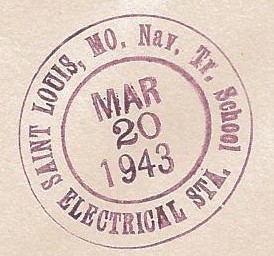 SAINT LOUIS, MO. Nav. Tr. School
MAR
20
1943
ELECTRICAL STA.